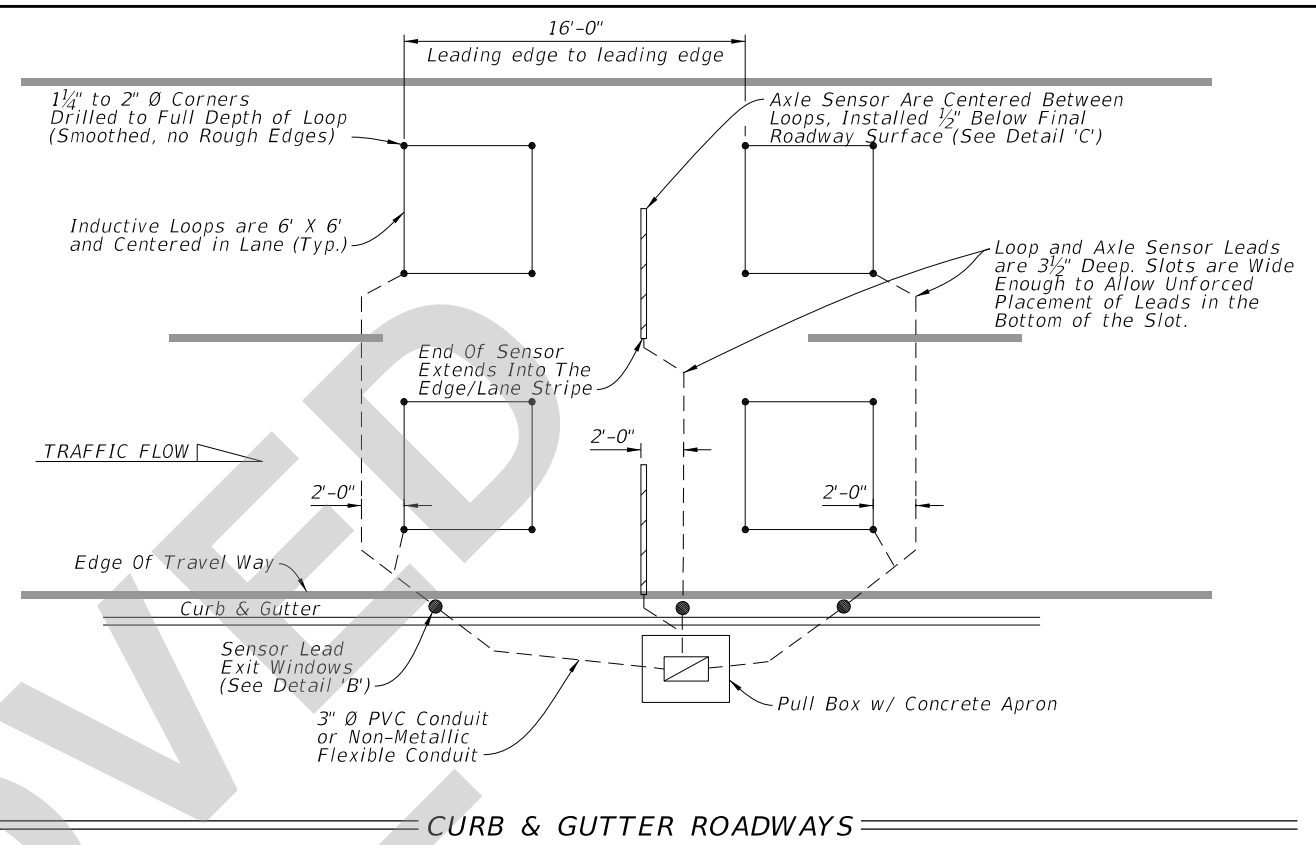 16'-0"
Leading edge to leading edge
1¼" to 2" Ø Corners
Drilled to Full Depth of Loop
(Smoothed, no Rough Edges)
Axle Sensor Are Centered Between
Loops, Installed ½" Below Final
Roadway Surface (See Detail 'C')
Inductive Loops are 6' X 6'
and Centered in Lane (Typ.)
Loop and Axle Sensor Leads
are 3½" Deep. Slots are Wide
Enough to Allow Unforced
Placement of Leads in the
Bottom of the Slot.
End Of Sensor
Extends Into The
Edge/Lane Stripe
TRAFFIC FLOW
2'-0"
2'-0"
2'-0"
Edge Of Travel Way
Curb & Gutter
Sensor Lead
Exit Windows
(See Detail 'B')
3" Ø PVC Conduit
or Non-Metallic
Flexible Conduit
Pull Box w/ Concrete Apron
CURB & GUTTER ROADWAYS
OVED